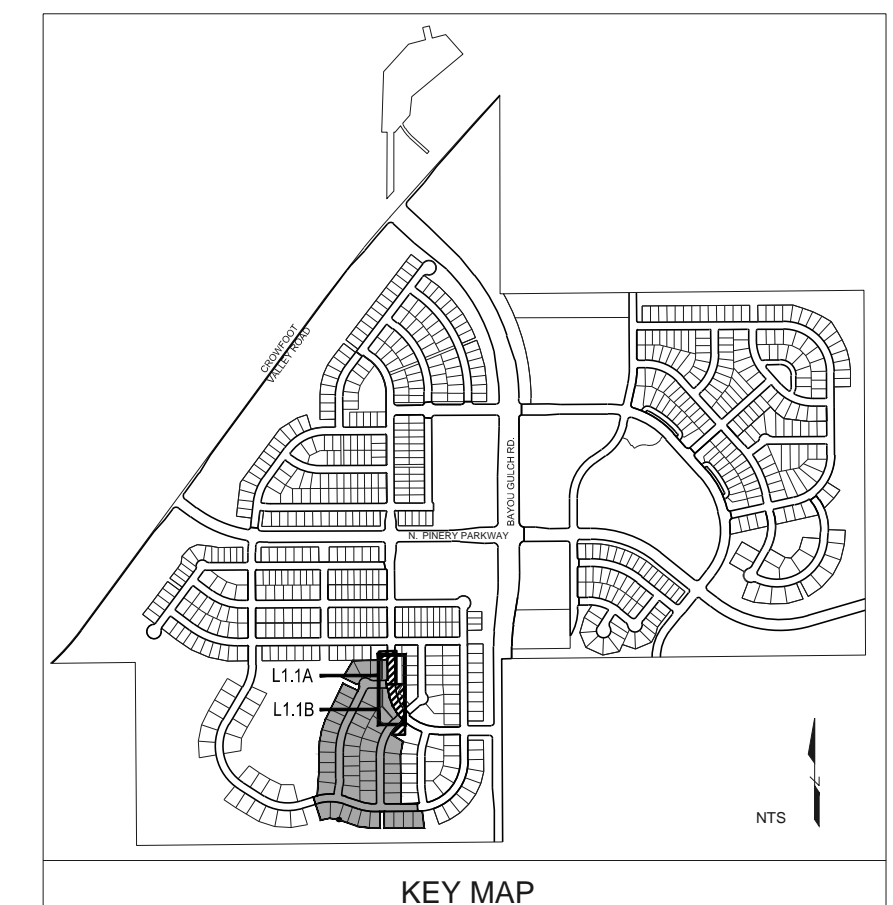 CROWFOOT
VALLEY ROAD
BAYOU GULCH RD.
N. PINERY PARKWAY
L1.1A
L1.1B
NTS
N
KEY MAP